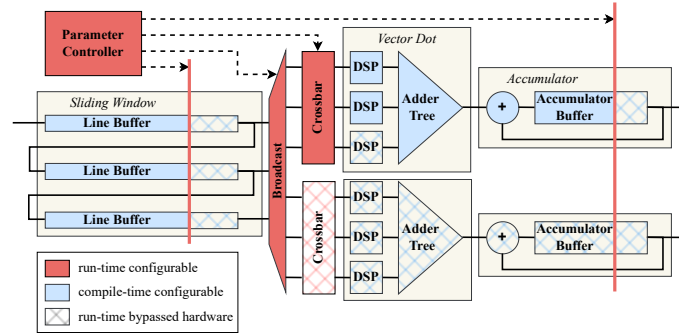 Parameter
Controller
Sliding Window
Line Buffer
Line Buffer
Line Buffer
Broadcast
Crossbar
Vector Dot
DSP
DSP
DSP
Adder
Tree
Accumulator
+
Accumulator
Buffer
Crossbar
DSP
DSP
DSP
Adder
Tree
+
Accumulator
Buffer
run-time configurable
compile-time configurable
run-time bypassed hardware